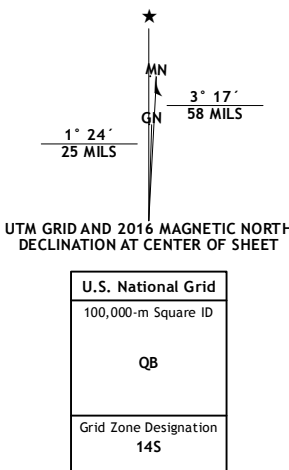 ★
MN
3° 17´
58 MILS
GN
1° 24´
25 MILS
UTM GRID AND 2016 MAGNETIC NORTH
DECLINATION AT CENTER OF SHEET
U.S. National Grid
100,000-m Square ID
QB
Grid Zone Designation
14S